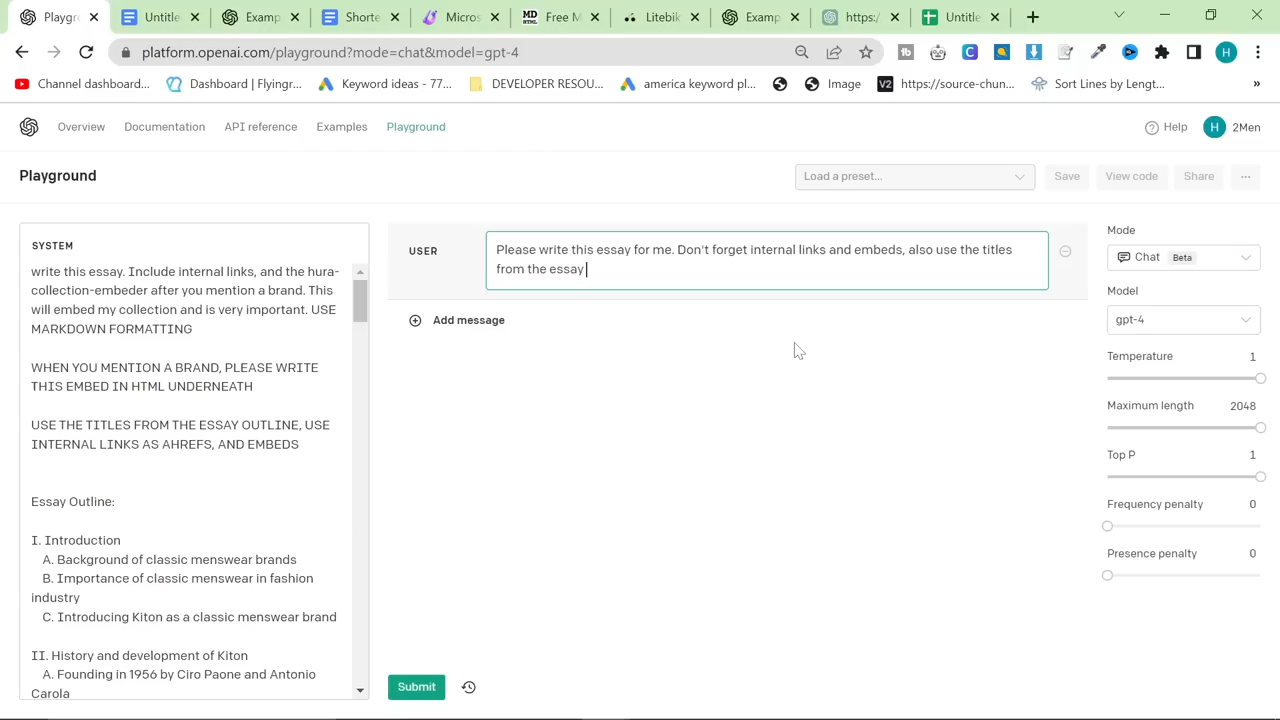 Playgr
Untitle
Examp
Shorte
Micros
Free M
Litebik
Examp
https:/
Untitle
platform.openai.com/playground?mode=chat&model=gpt-4
Channel dashboard...
Dashboard | Flyingr...
Keyword ideas - 77...
DEVELOPER RESOU...
america keyword pl...
Image
V2
https://source-chun...
Sort Lines by Lengt...
»
Overview
Documentation
API reference
Examples
Playground
Help
H
2Men
Playground
Load a preset...
Save
View code
Share
...
SYSTEM
write this essay. Include internal links, and the hura-
collection-embeder after you mention a brand. This
will embed my collection and is very important. USE
MARKDOWN FORMATTING
WHEN YOU MENTION A BRAND, PLEASE WRITE
THIS EMBED IN HTML UNDERNEATH
USE THE TITLES FROM THE ESSAY OUTLINE, USE
INTERNAL LINKS AS AHREFS, AND EMBEDS
Essay Outline:
I. Introduction
A. Background of classic menswear brands
B. Importance of classic menswear in fashion
industry
C. Introducing Kiton as a classic menswear brand
II. History and development of Kiton
A. Founding in 1956 by Ciro Paone and Antonio
Carola
USER
Please write this essay for me. Don't forget internal links and embeds, also use the titles
from the essay
Add message
Submit
Mode
Chat Beta
Model
gpt-4
Temperature 1
Maximum length 2048
Top P 1
Frequency penalty 0
Presence penalty 0